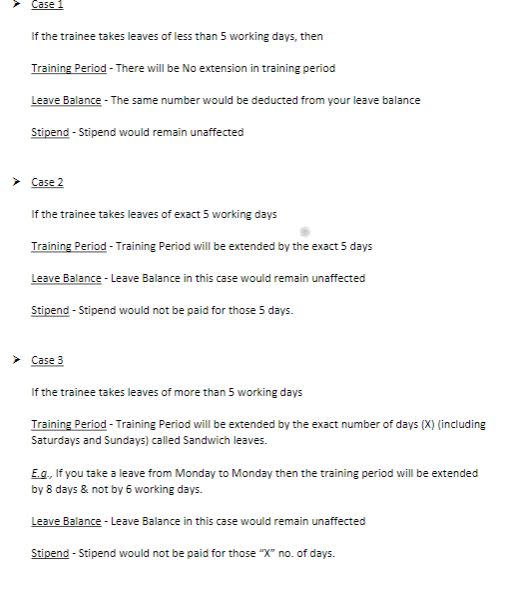 ➤ Case 1
If the trainee takes leaves of less than 5 working days, then
Training Period - There will be No extension in training period
Leave Balance - The same number would be deducted from your leave balance
Stipend - Stipend would remain unaffected
➤ Case 2
If the trainee takes leaves of exact 5 working days
Training Period - Training Period will be extended by the exact 5 days
Leave Balance - Leave Balance in this case would remain unaffected
Stipend - Stipend would not be paid for those 5 days.
➤ Case 3
If the trainee takes leaves of more than 5 working days
Training Period - Training Period will be extended by the exact number of days (X) (including
Saturdays and Sundays) called Sandwich leaves.
E.g., If you take a leave from Monday to Monday then the training period will be extended
by 8 days & not by 6 working days.
Leave Balance - Leave Balance in this case would remain unaffected
Stipend - Stipend would not be paid for those "X" no. of days.